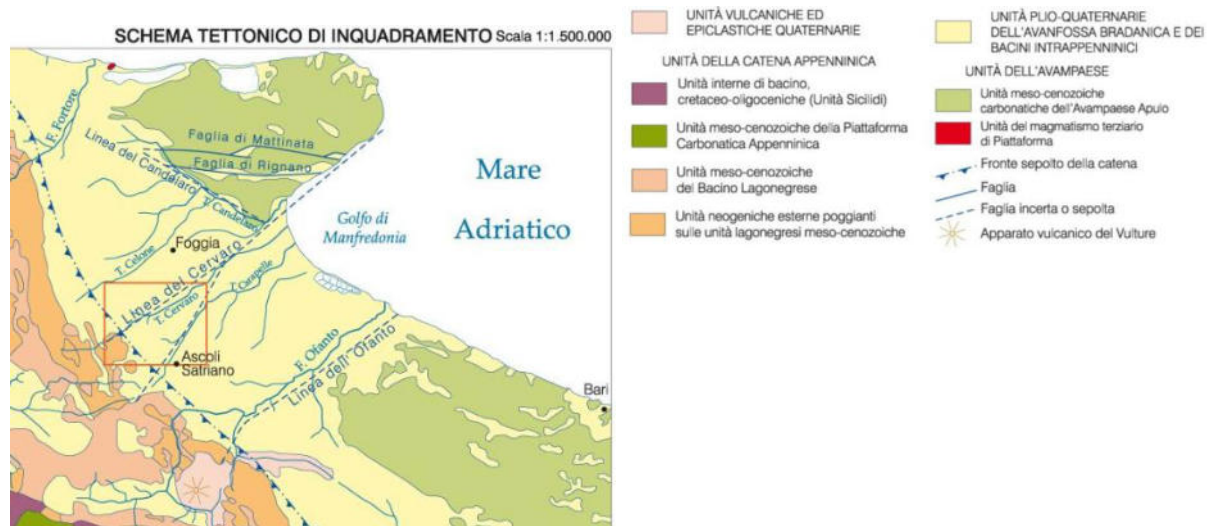 SCHEMA TETTONICO DI INQUADRAMENTO Scala 1:1.500.000
F. Fortore
Faglia di Mattinata
Linea del Candelaro
Faglia di Rignano
T. Candelaro
Mare
Adriatico
Golfo di
Manfredonia
Foggia
T. Celone
Linea del Cervaro
T. Carapelle
T. Cervaro
Ascoli
Satriano
F. Ofanto
Linea dell'Ofanto
Bari
UNITÀ VULCANICHE ED
EPICLASTICHE QUATERNARIE
UNITÀ DELLA CATENA APPENNINICA
Unità interne di bacino,
cretaceo-oligoceniche (Unità Sicilidi)
Unità meso-cenozoiche della Piattaforma
Carbonatica Appenninica
Unità meso-cenozoiche
del Bacino Lagonegrese
Unità neogeniche esterne poggianti
sulle unità lagonegresi meso-cenozoiche
UNITÀ PLIO-QUATERNARIE
DELL'AVANFOSSA BRADANICA E DEI
BACINI INTRAPPENNINICI
UNITÀ DELL'AVAMPAESE
Unità meso-cenozoiche
carbonatiche dell'Avampaese Apulo
Unità del magmatismo terziario
di Piattaforma
Fronte sepolto della catena
Faglia
Faglia incerta o sepolta
Apparato vulcanico del Vulture